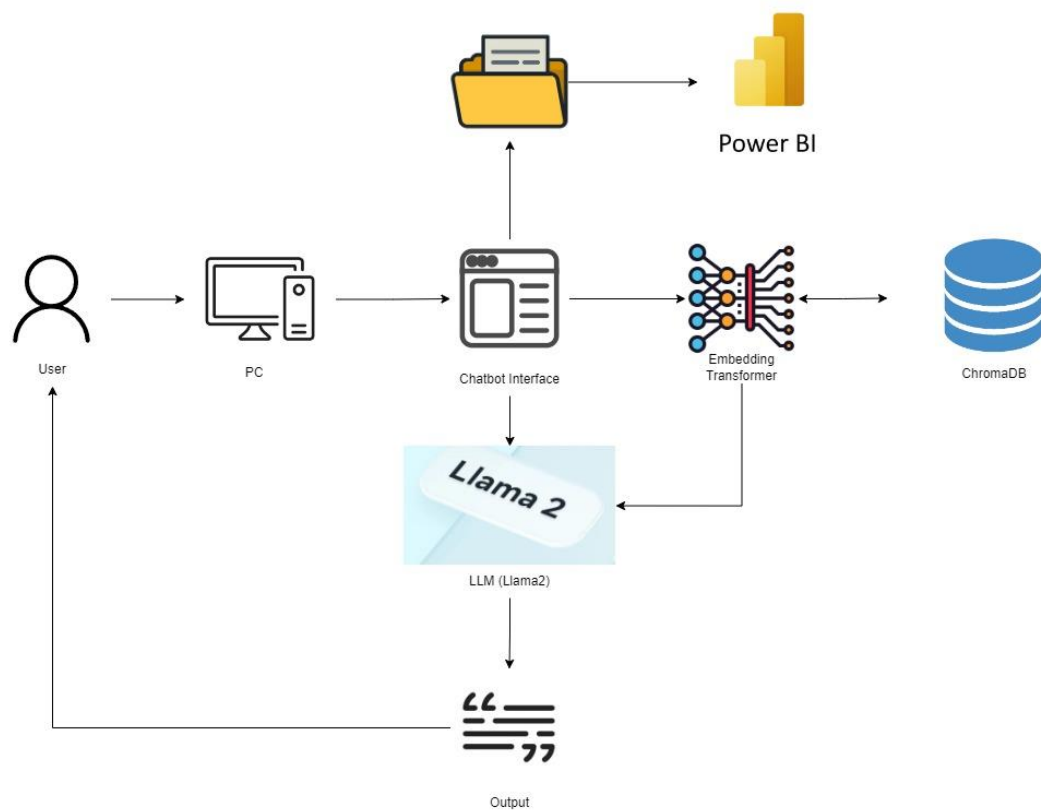 Power BI
User
PC
Chatbot Interface
Embedding
Transformer
ChromaDB
Llama 2
LLM (Llama2)
Output